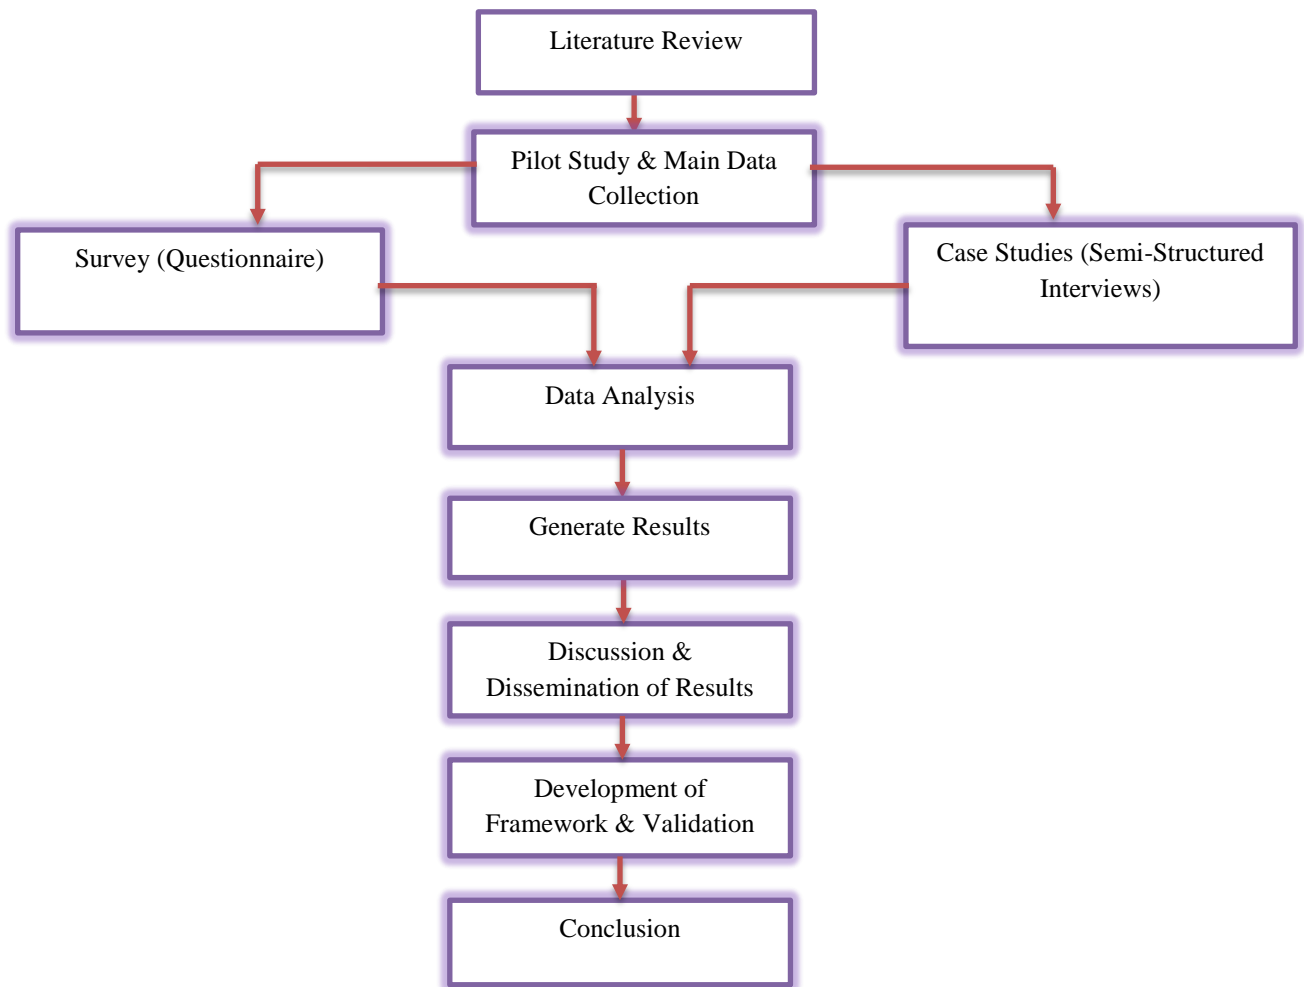 Literature Review
Pilot Study & Main Data
Collection
Survey (Questionnaire)
Case Studies (Semi-Structured
Interviews)
Data Analysis
Generate Results
Discussion &
Dissemination of Results
Development of
Framework & Validation
Conclusion